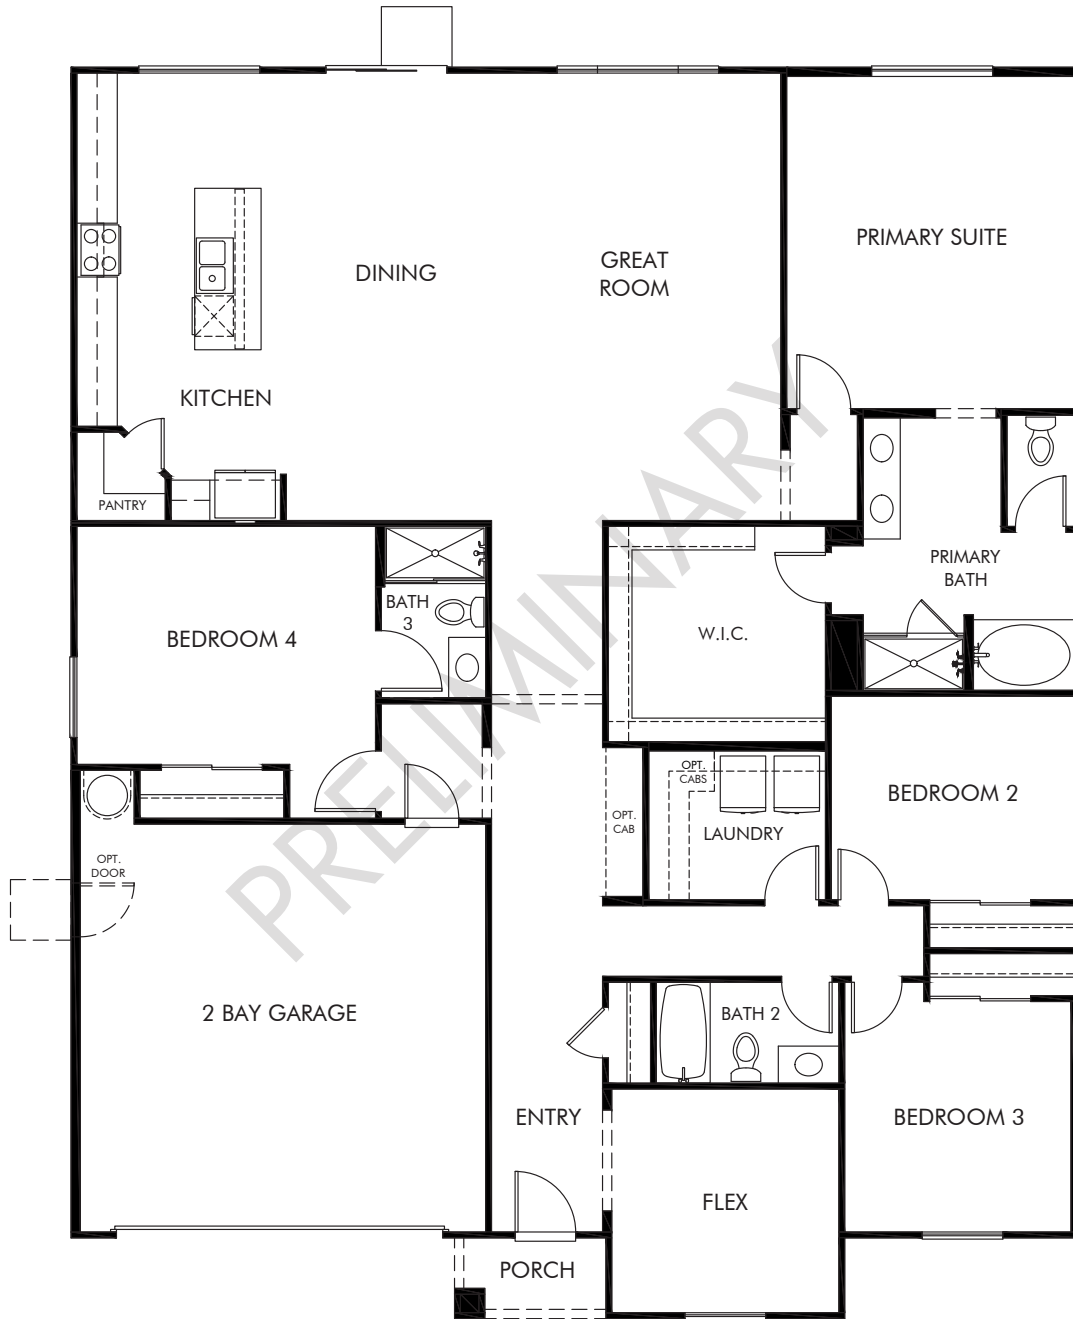 PRIMARY SUITE
GREAT
ROOM
DINING
KITCHEN
PANTRY
PRIMARY
BATH
BATH
3
BEDROOM 4
W.I.C.
OPT.
CABS
BEDROOM 2
OPT.
CAB
LAUNDRY
OPT.
DOOR
2 BAY GARAGE
BATH 2
ENTRY
BEDROOM 3
FLEX
PORCH
PRELIMINARY